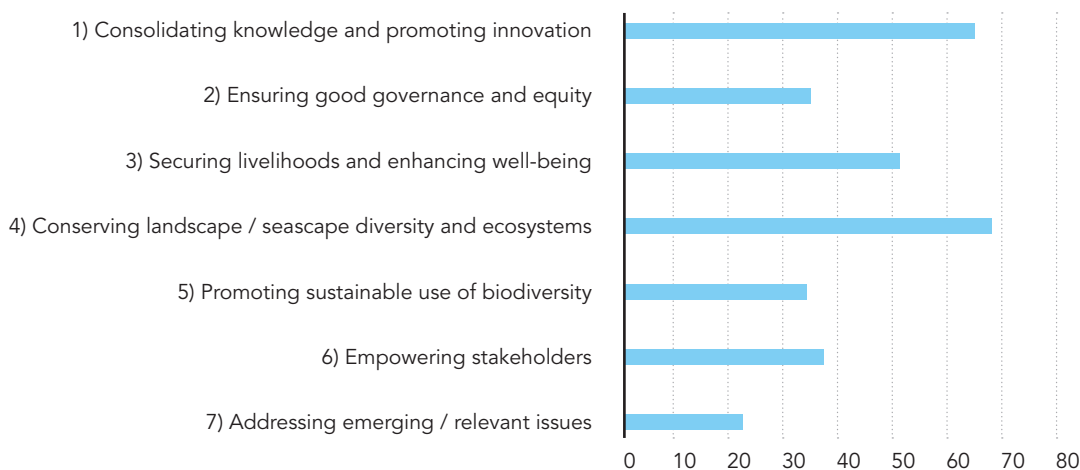 1) Consolidating knowledge and promoting innovation
2) Ensuring good governance and equity
3) Securing livelihoods and enhancing well-being
4) Conserving landscape / seascape diversity and ecosystems
5) Promoting sustainable use of biodiversity
6) Empowering stakeholders
7) Addressing emerging / relevant issues
0 10 20 30 40 50 60 70 80